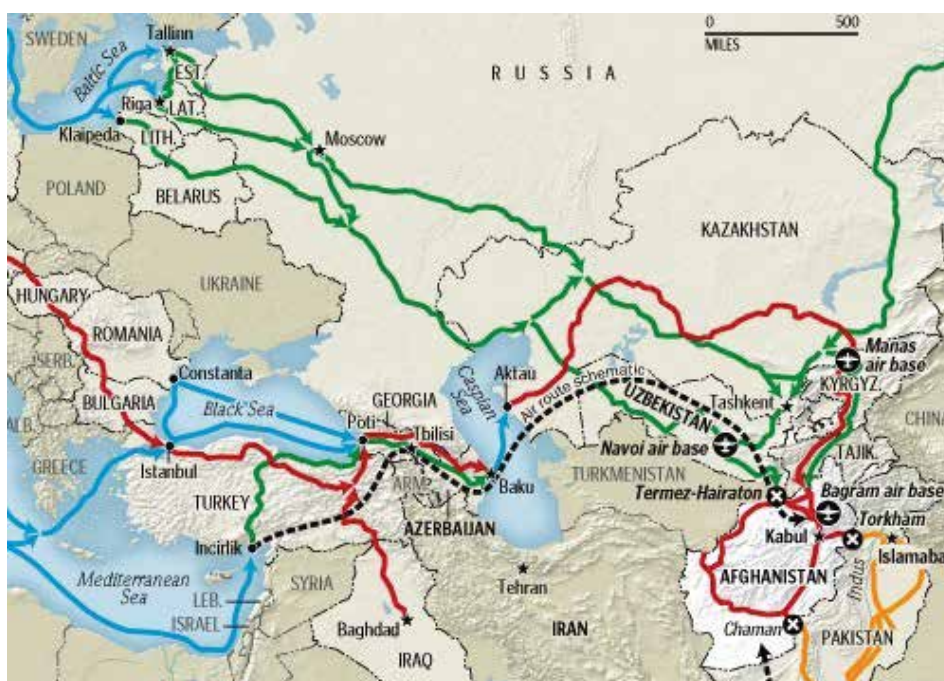 SWEDEN
Tallinn
0 500
MILES
Baltic Sea
EST.
RUSSIA
Riga
LAT.
Klaipeda
LITH.
Moscow
POLAND
BELARUS
KAZAKHSTAN
UKRAINE
HUNGARY
ROMANIA
SERB.
Constanta
Aktau
Manas
air base
BULGARIA
Black Sea
GEORGIA
Caspian
Sea
Air route schematic
UZBEKISTAN
Tashkent
KYRGYZ.
CHINA
ALB.
Poti
Tbilisi
Navoi air base
TAJIK.
GREECE
Istanbul
TURKEY
ARM.
Baku
TURKMENISTAN
Termez-Hairaton
Bagram air base
AZERBAIJAN
Torkham
Incirlik
Kabul
Islamaba
Mediterranean
Sea
SYRIA
Tehran
AFGHANISTAN
Indus
LEB.
ISRAEL
Baghdad
IRAN
Chaman
PAKISTAN
IRAQ